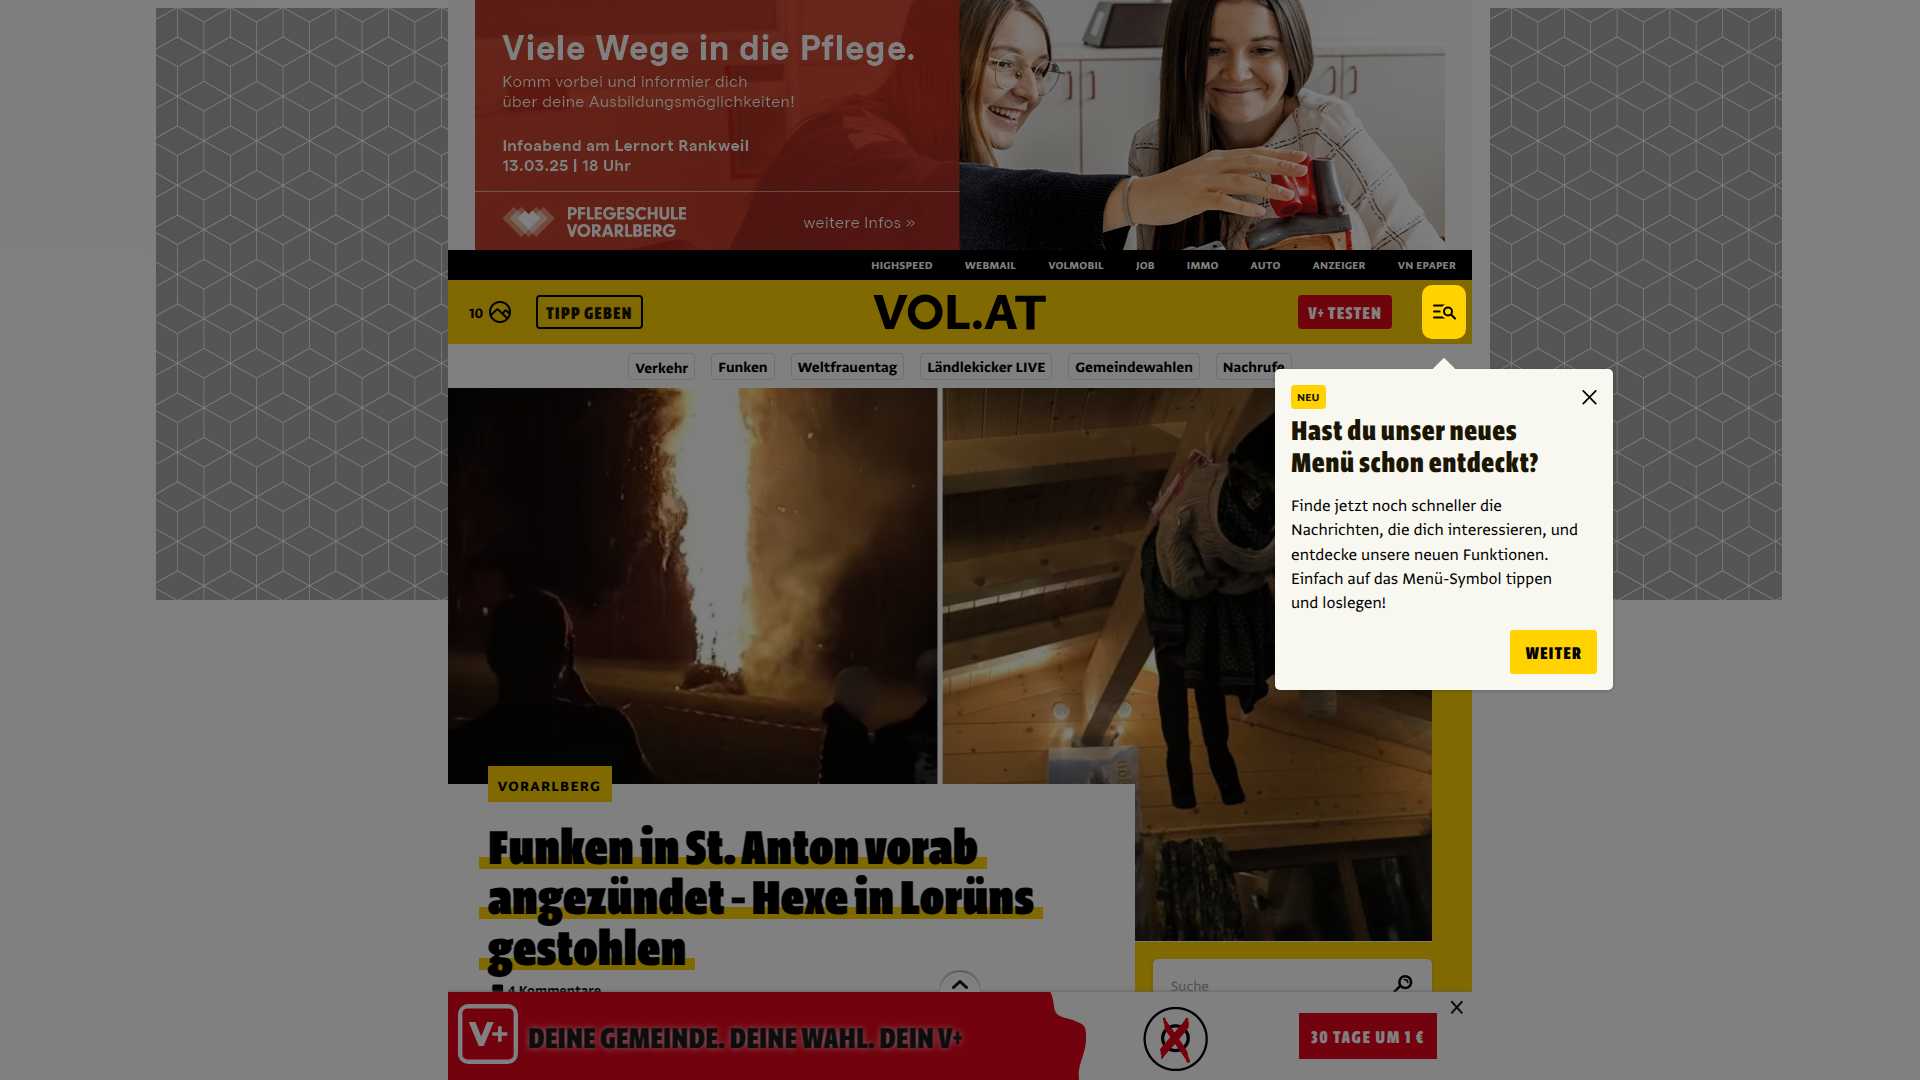 Viele Wege in die Pflege.
Komm vorbei und informier dich
über deine Ausbildungsmöglichkeiten!
Infoabend am Lernort Rankweil
13.03.25 | 18 Uhr
PFLEGESCHULE
VORARLBERG
weitere Infos »
HIGHSPEED WEBMAIL VOLMOBIL JOB IMMO AUTO ANZEIGER VN EPAPER
10 TIPP GEBEN VOL.AT V+ TESTEN
Verkehr Funken Weltfrauentag Ländlekicker LIVE Gemeindewahlen Nachrufe
NEU
Hast du unser neues
Menü schon entdeckt?
Finde jetzt noch schneller die
Nachrichten, die dich interessieren, und
entdecke unsere neuen Funktionen.
Einfach auf das Menü-Symbol tippen
und loslegen!
WEITER
VORARLBERG
Funken in St. Anton vorab
angezündet - Hexe in Lorüns
gestohlen
4 Kommentare
Suche
V+ DEINE GEMEINDE. DEINE WAHL. DEIN V+
30 TAGE UM 1 €